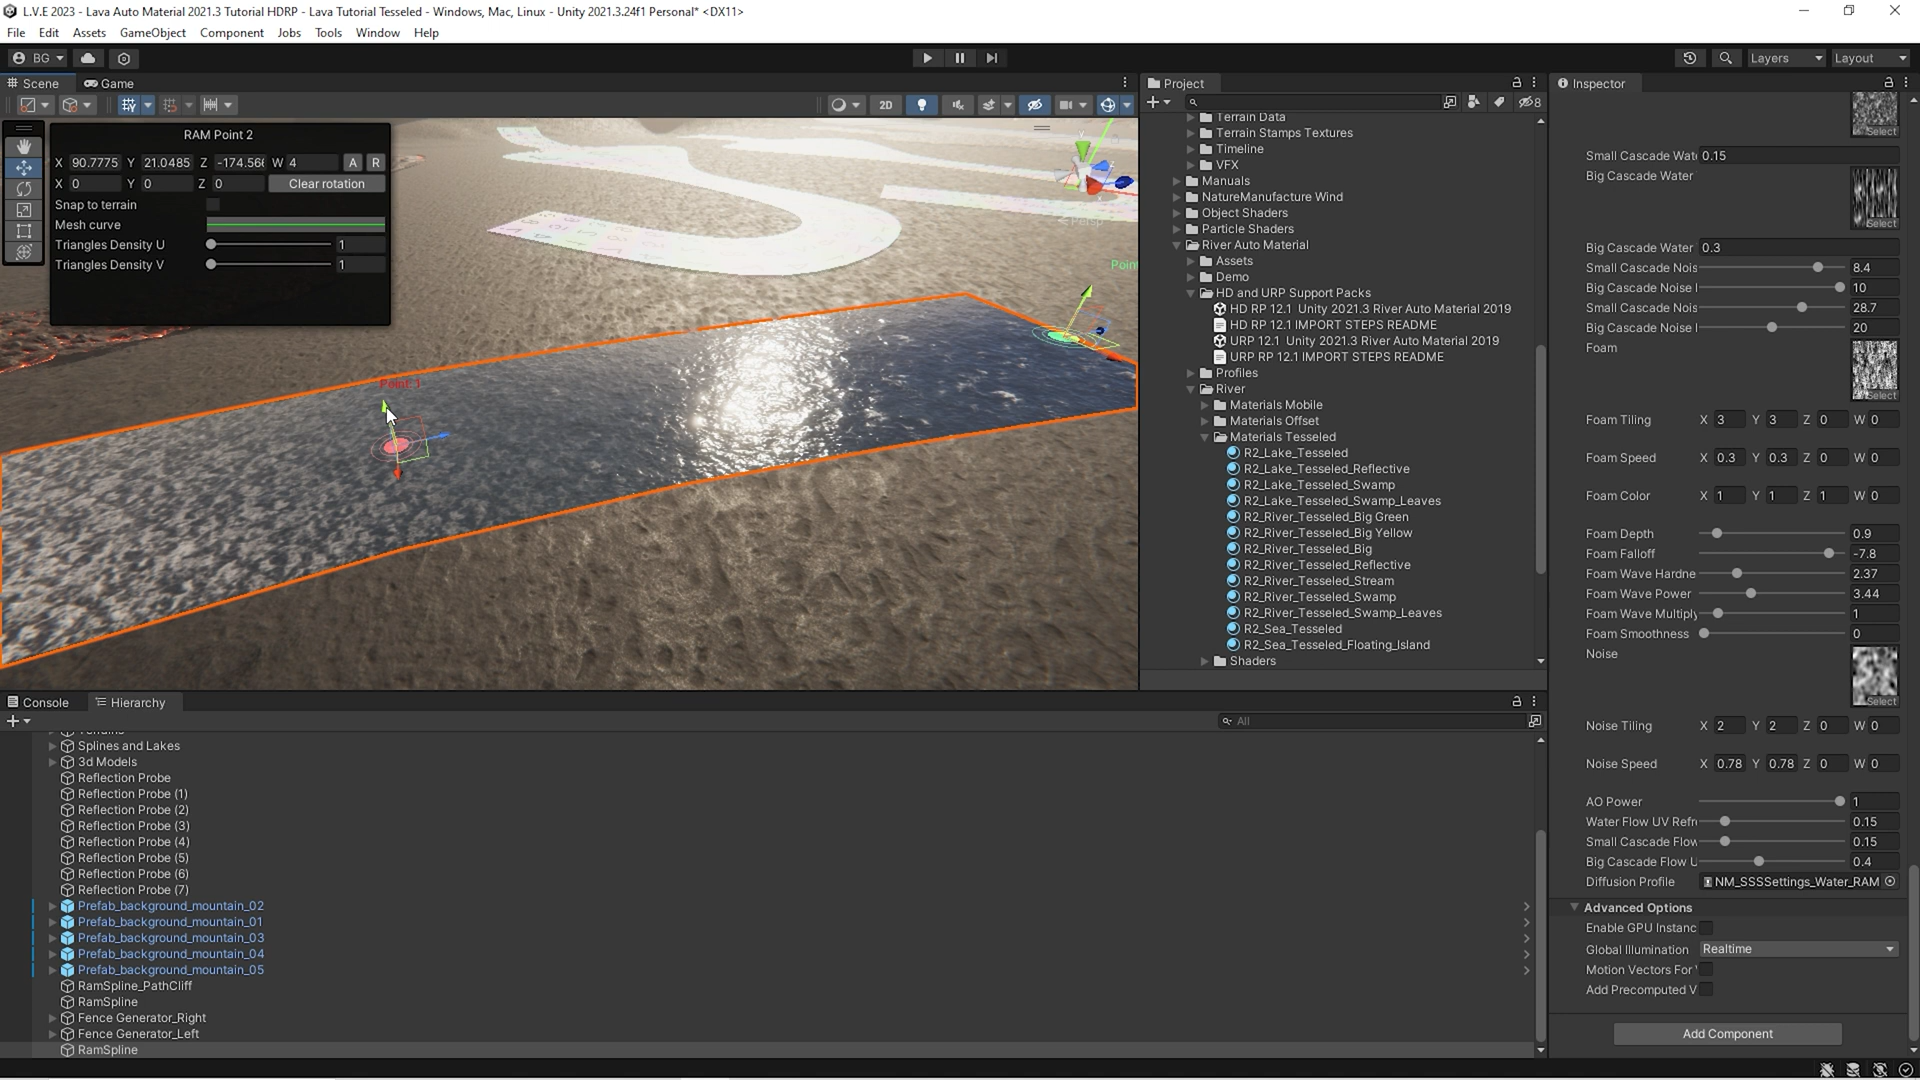 L.V.E 2023 - Lava Auto Material 2021.3 Tutorial HDRP - Lava Tutorial Tesseled - Windows, Mac, Linux - Unity 2021.3.24f1 Personal* <DX11>
File Edit Assets GameObject Component Jobs Tools Window Help
BG Layers Layout
Scene Game
2D
RAM Point 2
X 90.7775 Y 21.0485 Z -174.566 W 4 A R
X 0 Y 0 Z 0 Clear rotation
Snap to terrain
Mesh curve
Triangles Density U 1
Triangles Density V 1
Persp
Point
Point 1
Project
8
Terrain Data
Terrain Stamps Textures
Timeline
VFX
Manuals
NatureManufacture Wind
Object Shaders
Particle Shaders
River Auto Material
Assets
Demo
HD and URP Support Packs
HD RP 12.1 Unity 2021.3 River Auto Material 2019
HD RP 12.1 IMPORT STEPS README
URP 12.1 Unity 2021.3 River Auto Material 2019
URP RP 12.1 IMPORT STEPS README
Profiles
River
Materials Mobile
Materials Offset
Materials Tesseled
R2_Lake_Tesseled
R2_Lake_Tesseled_Reflective
R2_Lake_Tesseled_Swamp
R2_Lake_Tesseled_Swamp_Leaves
R2_River_Tesseled_Big Green
R2_River_Tesseled_Big Yellow
R2_River_Tesseled_Big
R2_River_Tesseled_Reflective
R2_River_Tesseled_Stream
R2_River_Tesseled_Swamp
R2_River_Tesseled_Swamp_Leaves
R2_Sea_Tesseled
R2_Sea_Tesseled_Floating_Island
Shaders
Inspector
Select
Small Cascade Wat 0.15
Big Cascade Water
Select
Big Cascade Water 0.3
Small Cascade Nois 8.4
Big Cascade Noise I 10
Small Cascade Nois 28.7
Big Cascade Noise I 20
Foam
Select
Foam Tiling X 3 Y 3 Z 0 W 0
Foam Speed X 0.3 Y 0.3 Z 0 W 0
Foam Color X 1 Y 1 Z 1 W 0
Foam Depth 0.9
Foam Falloff -7.8
Foam Wave Hardne 2.37
Foam Wave Power 3.44
Foam Wave Multiply 1
Foam Smoothness 0
Noise
Select
Noise Tiling X 2 Y 2 Z 0 W 0
Noise Speed X 0.78 Y 0.78 Z 0 W 0
AO Power 1
Water Flow UV Refr 0.15
Small Cascade Flow 0.15
Big Cascade Flow U 0.4
Diffusion Profile NM_SSSSettings_Water_RAM
Advanced Options
Enable GPU Instanc
Global Illumination Realtime
Motion Vectors For
Add Precomputed V
Add Component
Console Hierarchy
All
Splines and Lakes
3d Models
Reflection Probe
Reflection Probe (1)
Reflection Probe (2)
Reflection Probe (3)
Reflection Probe (4)
Reflection Probe (5)
Reflection Probe (6)
Reflection Probe (7)
Prefab_background_mountain_02
Prefab_background_mountain_01
Prefab_background_mountain_03
Prefab_background_mountain_04
Prefab_background_mountain_05
RamSpline_PathCliff
RamSpline
Fence Generator_Right
Fence Generator_Left
RamSpline